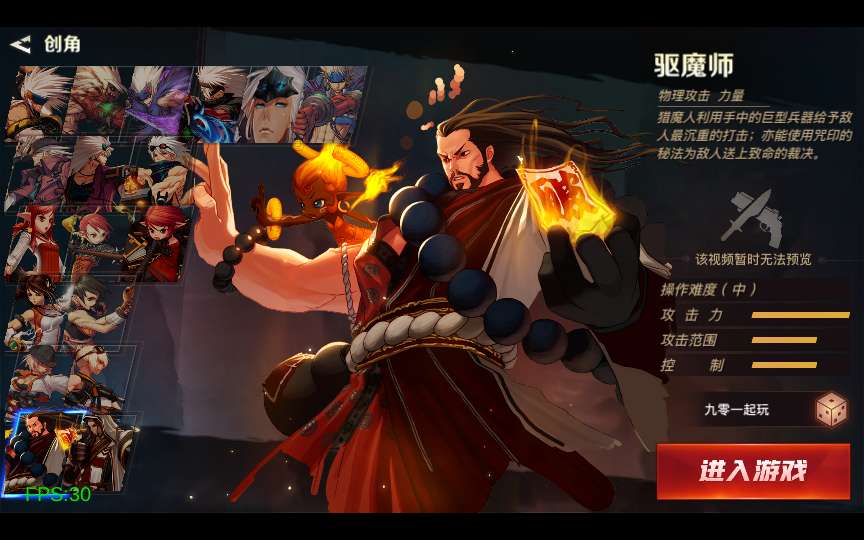 创角
驱魔师
物理攻击 力量
猎魔人利用手中的巨型兵器给予敌
人最沉重的打击；亦能使用咒印的
秘法为敌人送上致命的裁决。
该视频暂时无法预览
操作难度（中）
攻击力
攻击范围
控制
九零一起玩
进入游戏
FPS:30